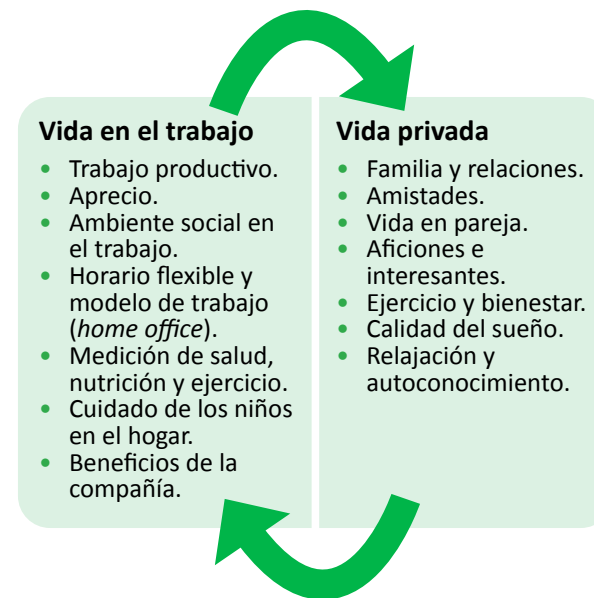 Vida en el trabajo
• Trabajo productivo.
• Aprecio.
• Ambiente social en
el trabajo.
• Horario flexible y
modelo de trabajo
(home office).
• Medición de salud,
nutrición y ejercicio.
• Cuidado de los niños
en el hogar.
• Beneficios de la
compañía.
Vida privada
• Familia y relaciones.
• Amistades.
• Vida en pareja.
• Aficiones e
interesantes.
• Ejercicio y bienestar.
• Calidad del sueño.
• Relajación y
autoconocimiento.